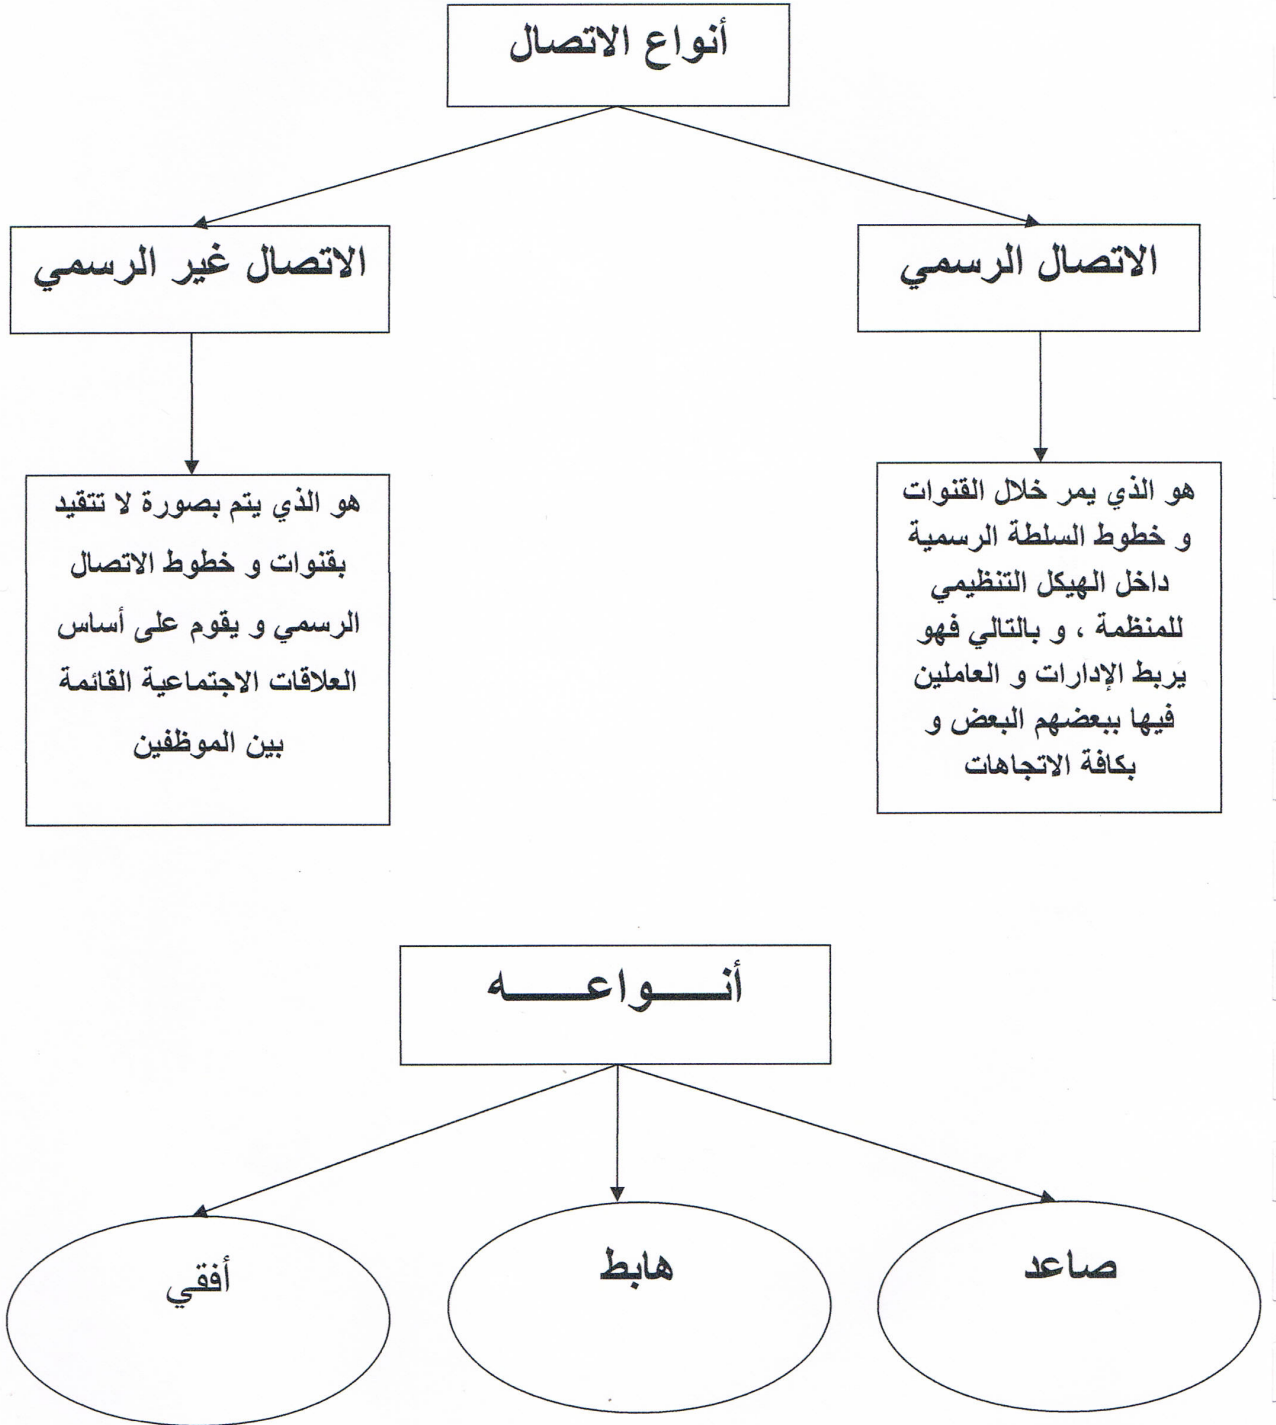 أنواع الاتصال
الاتصال الرسمي
الاتصال غير الرسمي
هو الذي يمر خلال القنوات
و خطوط السلطة الرسمية
داخل الهيكل التنظيمي
للمنظمة ، و بالتالي فهو
يربط الإدارات و العاملين
فيها ببعضهم البعض و
بكافة الاتجاهات
هو الذي يتم بصورة لا تتقيد
بقنوات و خطوط الاتصال
الرسمي و يقوم على أساس
العلاقات الاجتماعية القائمة
بين الموظفين
أنـــــواعـــــه
صاعد
هابط
أفقي